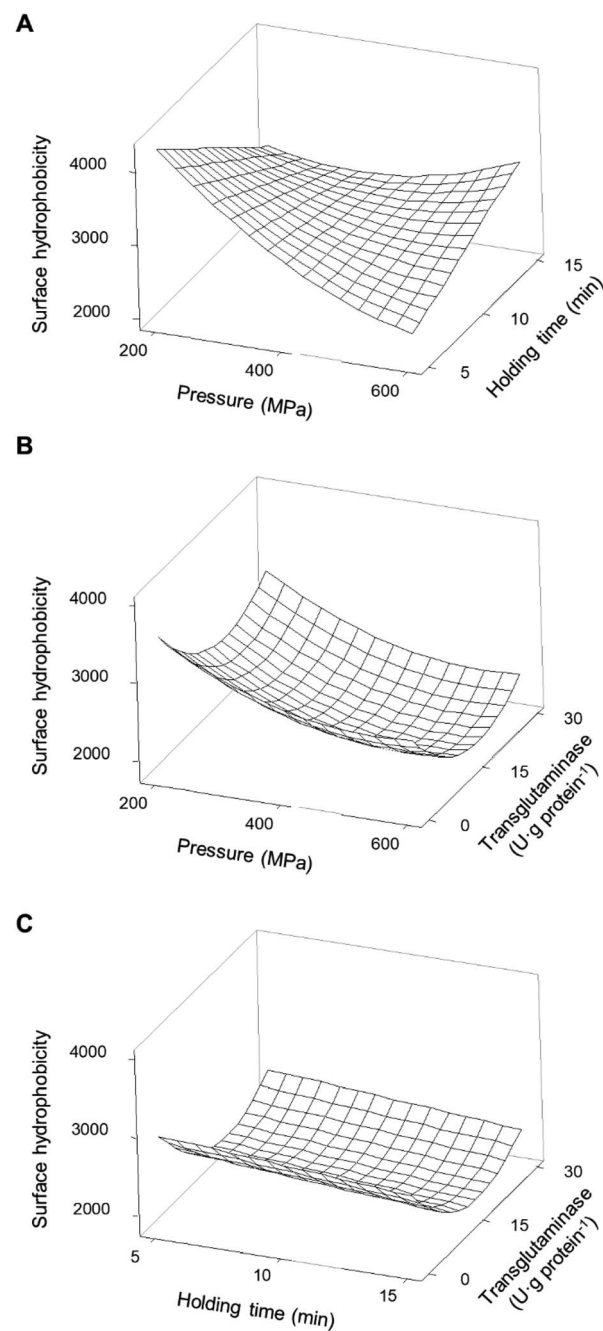 A
Surface hydrophobicity
4000
3000
2000
200
400
600
Pressure (MPa)
5
10
15
Holding time (min)
B
Surface hydrophobicity
4000
3000
2000
200
400
600
Pressure (MPa)
0
15
30
Transglutaminase
(U·g protein⁻¹)
C
Surface hydrophobicity
4000
3000
2000
5
10
15
Holding time (min)
0
15
30
Transglutaminase
(U·g protein⁻¹)